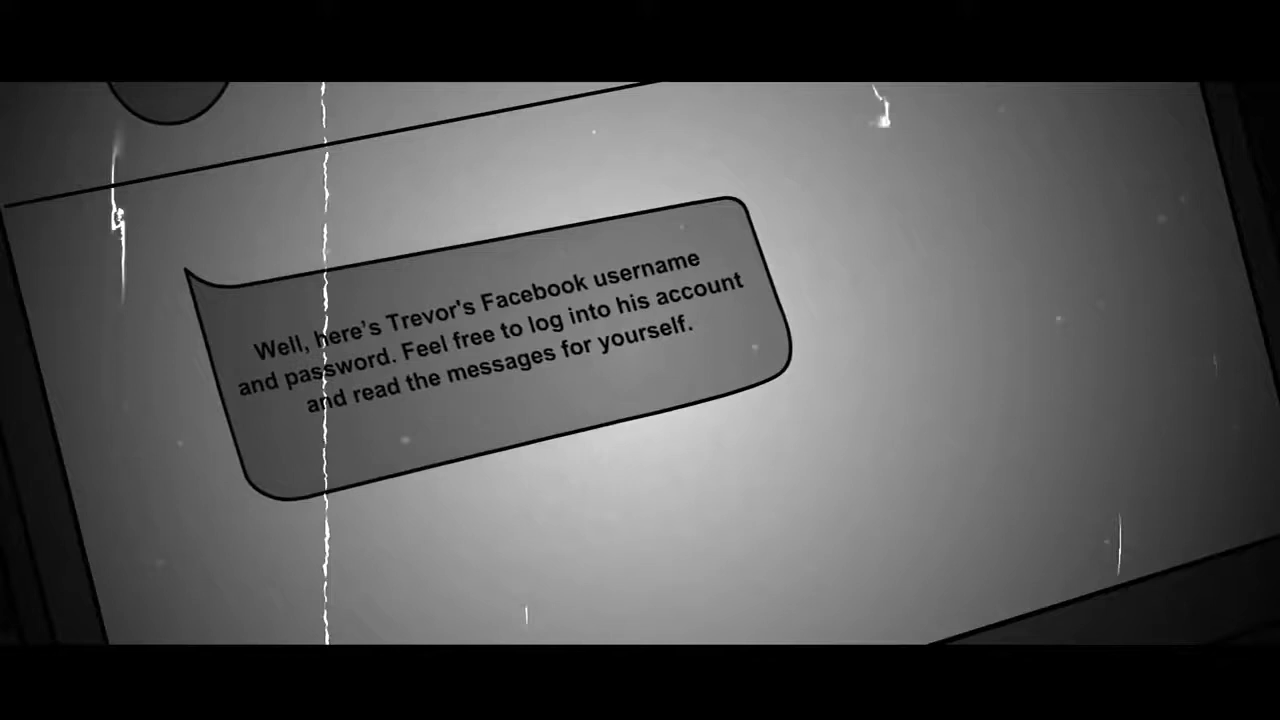 Well, here's Trevor's Facebook username
and password. Feel free to log into his account
and read the messages for yourself.